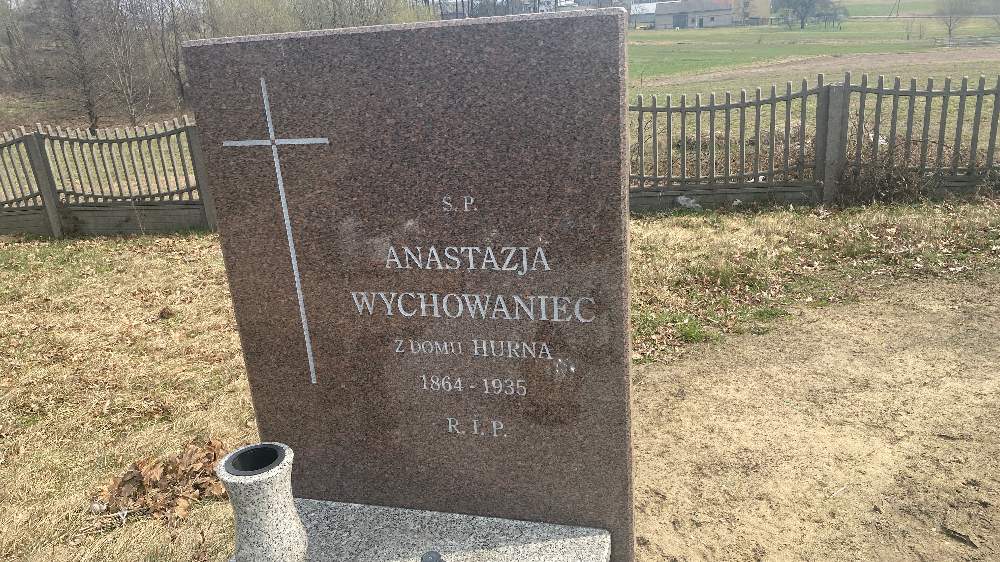 Ś. P.
ANASTAZJA
WYCHOWANIEC
Z DOMU HURNA
1864 - 1935
R. I. P.